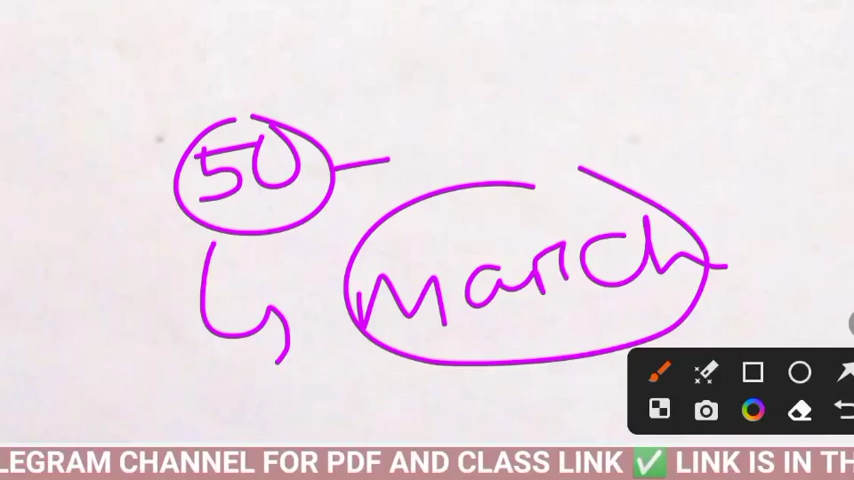 50
March
LEGRAM CHANNEL FOR PDF AND CLASS LINK ✅ LINK IS IN TH